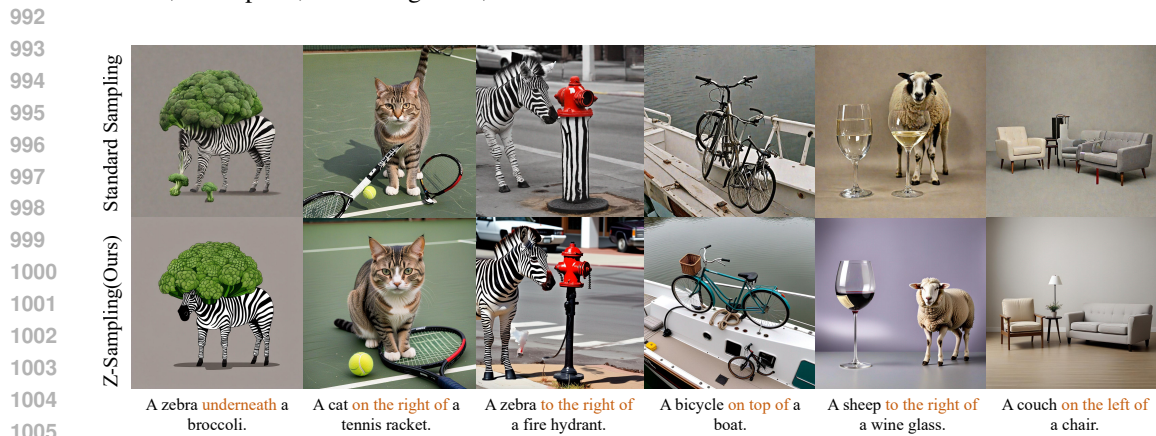 992
993
994
995
996
997
998
999
1000
1001
1002
1003
1004
1005
Standard Sampling
Z-Sampling(Ours)
A zebra underneath a
broccoli.
A cat on the right of a
tennis racket.
A zebra to the right of
a fire hydrant.
A bicycle on top of a
boat.
A sheep to the right of
a wine glass.
A couch on the left of
a chair.